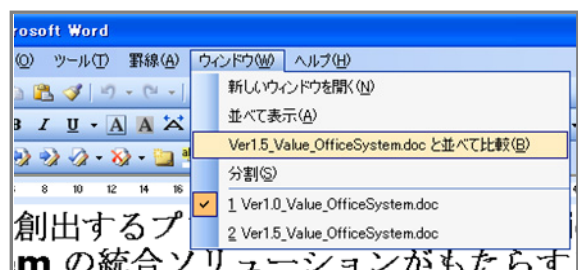 rosoft Word
(O) ツール(T) 罫線(A) ウィンドウ(W) ヘルプ(H)
新しいウィンドウを開く(N)
並べて表示(A)
B I U A A
Ver1.5_Value_OfficeSystem.doc と並べて比較(B)
分割(S)
8 10 12 14 16
1 Ver1.0_Value_OfficeSystem.doc
2 Ver1.5_Value_OfficeSystem.doc
創出するプ
m の統合ソリューションがもたらす